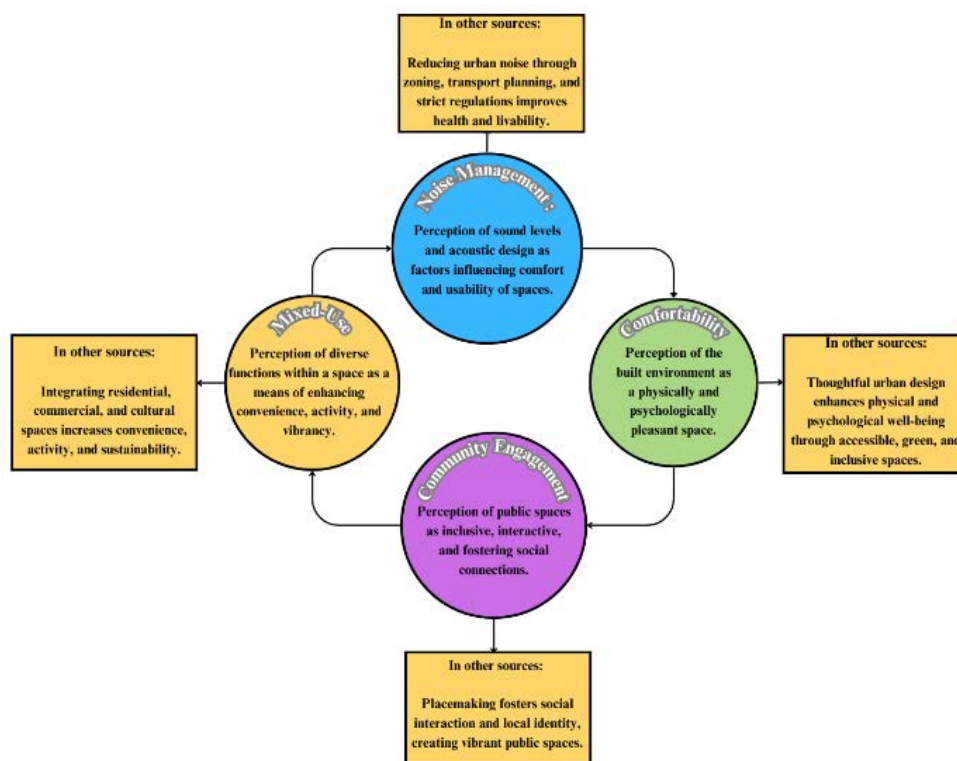 In other sources:
Reducing urban noise through
zoning, transport planning, and
strict regulations improves
health and livability.
Noise Management :
Perception of sound levels
and acoustic design as
factors influencing comfort
and usability of spaces.
Mixed-Use
Perception of diverse
functions within a space as a
means of enhancing
convenience, activity, and
vibrancy.
Comfortability
Perception of the
built environment as
a physically and
psychologically
pleasant space.
In other sources:
Integrating residential,
commercial, and cultural
spaces increases convenience,
activity, and sustainability.
In other sources:
Thoughtful urban design
enhances physical and
psychological well-being
through accessible, green, and
inclusive spaces.
Community Engagement
Perception of public spaces
as inclusive, interactive,
and fostering social
connections.
In other sources:
Placemaking fosters social
interaction and local identity,
creating vibrant public spaces.